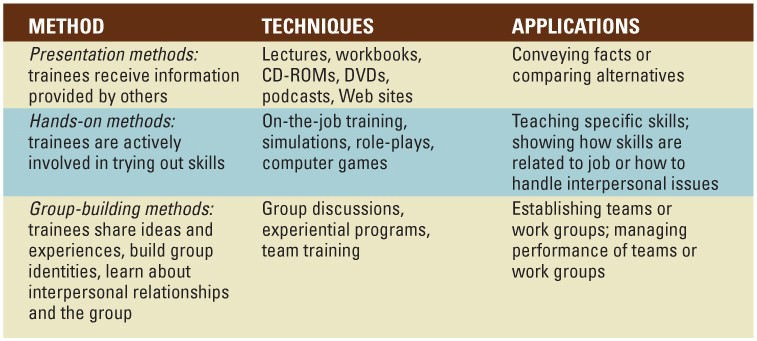 METHOD TECHNIQUES APPLICATIONS
Presentation methods:
trainees receive information
provided by others
Lectures, workbooks,
CD-ROMs, DVDs,
podcasts, Web sites
Conveying facts or
comparing alternatives
Hands-on methods:
trainees are actively
involved in trying out skills
On-the-job training,
simulations, role-plays,
computer games
Teaching specific skills;
showing how skills are
related to job or how to
handle interpersonal issues
Group-building methods:
trainees share ideas and
experiences, build group
identities, learn about
interpersonal relationships
and the group
Group discussions,
experiential programs,
team training
Establishing teams or
work groups; managing
performance of teams or
work groups